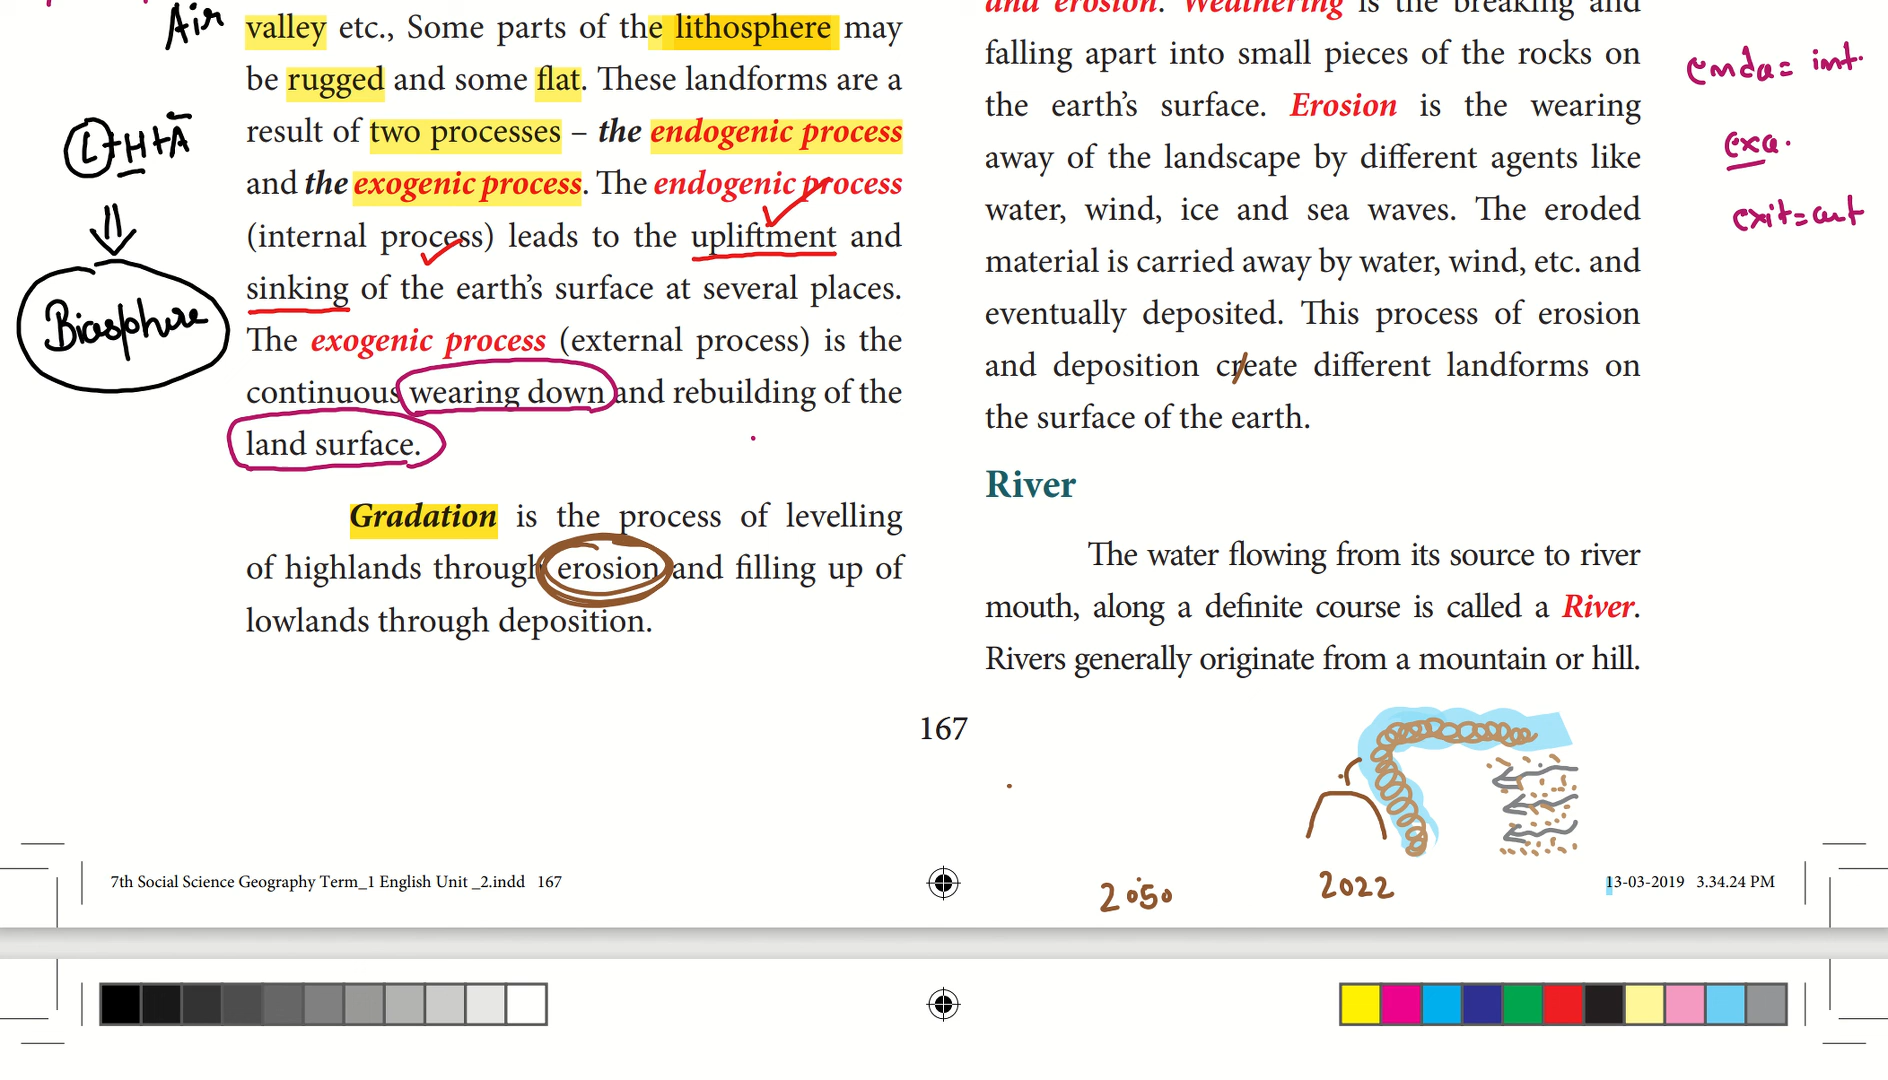 Air
valley etc., Some parts of the lithosphere may
be rugged and some flat. These landforms are a
result of two processes – the endogenic process
and the exogenic process. The endogenic process
(internal process) leads to the upliftment and
sinking of the earth's surface at several places.
The exogenic process (external process) is the
continuous wearing down and rebuilding of the
land surface.
L+H+A
Biosphere
Gradation is the process of levelling
of highlands through erosion and filling up of
lowlands through deposition.
and erosion. Weathering is the breaking and
falling apart into small pieces of the rocks on
the earth's surface. Erosion is the wearing
away of the landscape by different agents like
water, wind, ice and sea waves. The eroded
material is carried away by water, wind, etc. and
eventually deposited. This process of erosion
and deposition create different landforms on
the surface of the earth.
endo= int.
exo.
exit=out
River
The water flowing from its source to river
mouth, along a definite course is called a River.
Rivers generally originate from a mountain or hill.
167
2050
2022
7th Social Science Geography Term_1 English Unit _2.indd 167
13-03-2019 3.34.24 PM